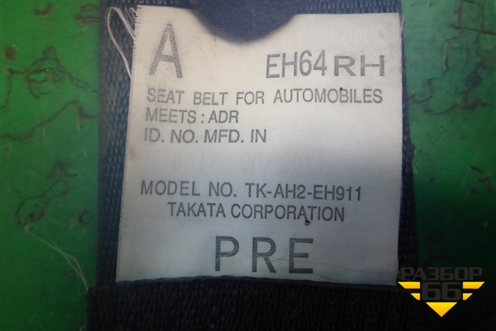 A EH64RH
SEAT BELT FOR AUTOMOBILES
MEETS : ADR
ID. NO. MFD. IN
MODEL NO. TK-AH2-EH911
TAKATA CORPORATION
PRE
РАЗБОР
66